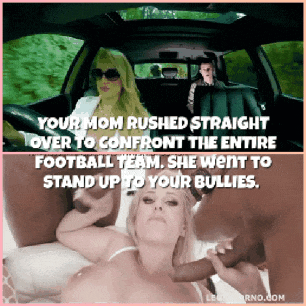 YOUR MOM RUSHED STRAIGHT
OVER TO CONFRONT THE ENTIRE
FOOTBALL TEAM. SHE WENT TO
STAND UP TO YOUR BULLIES.